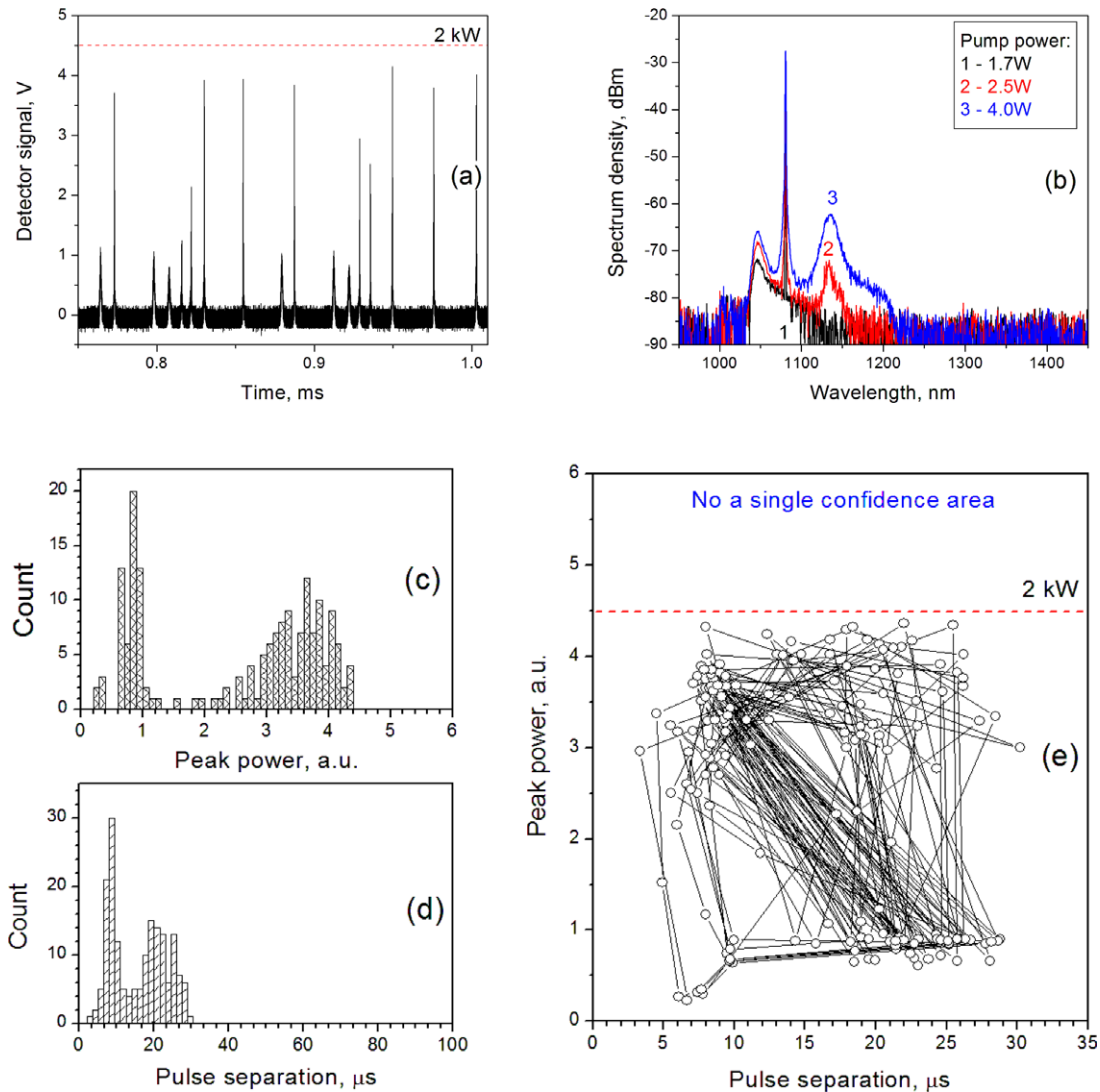 5
4
3
2
1
0
Detector signal, V
2 kW
(a)
0.8
0.9
1.0
Time, ms
-20
-30
-40
-50
-60
-70
-80
-90
Spectrum density, dBm
Pump power:
1 - 1.7W
2 - 2.5W
3 - 4.0W
(b)
3
2
1
1000
1100
1200
1300
1400
Wavelength, nm
20
15
10
5
0
Count
(c)
0
1
2
3
4
5
6
Peak power, a.u.
30
20
10
0
Count
(d)
0
20
40
60
80
100
Pulse separation, μs
6
5
4
3
2
1
0
Peak power, a.u.
No a single confidence area
2 kW
(e)
0
5
10
15
20
25
30
35
Pulse separation, μs